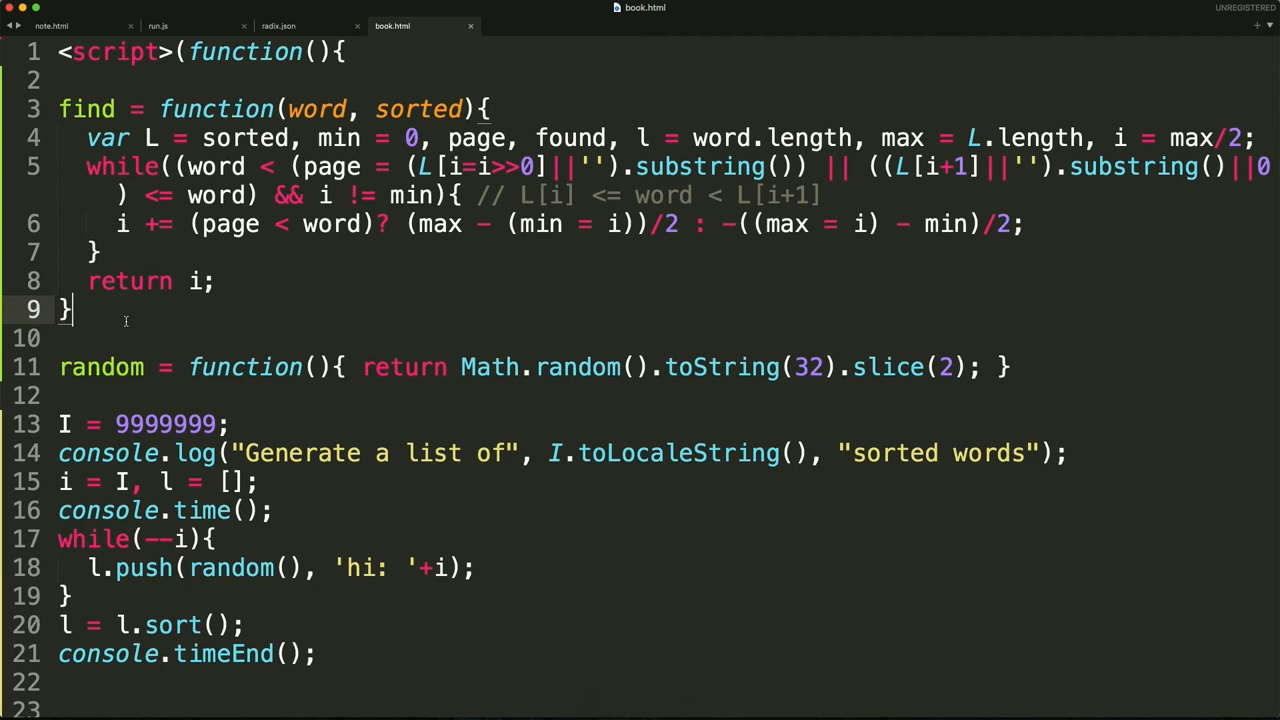 book.html
UNREGISTERED
note.html
run.js
radix.json
book.html
1 <script>(function(){
2
3 find = function(word, sorted){
4   var L = sorted, min = 0, page, found, l = word.length, max = L.length, i = max/2;
5   while((word < (page = (L[i=i>>0]||'').substring()) || ((L[i+1]||'').substring()||0
    ) <= word) && i != min){ // L[i] <= word < L[i+1]
6     i += (page < word)? (max - (min = i))/2 : -((max = i) - min)/2;
7   }
8   return i;
9 }
10
11 random = function(){ return Math.random().toString(32).slice(2); }
12
13 I = 9999999;
14 console.log("Generate a list of", I.toLocaleString(), "sorted words");
15 i = I, l = [];
16 console.time();
17 while(--i){
18   l.push(random(), 'hi: '+i);
19 }
20 l = l.sort();
21 console.timeEnd();
22
23